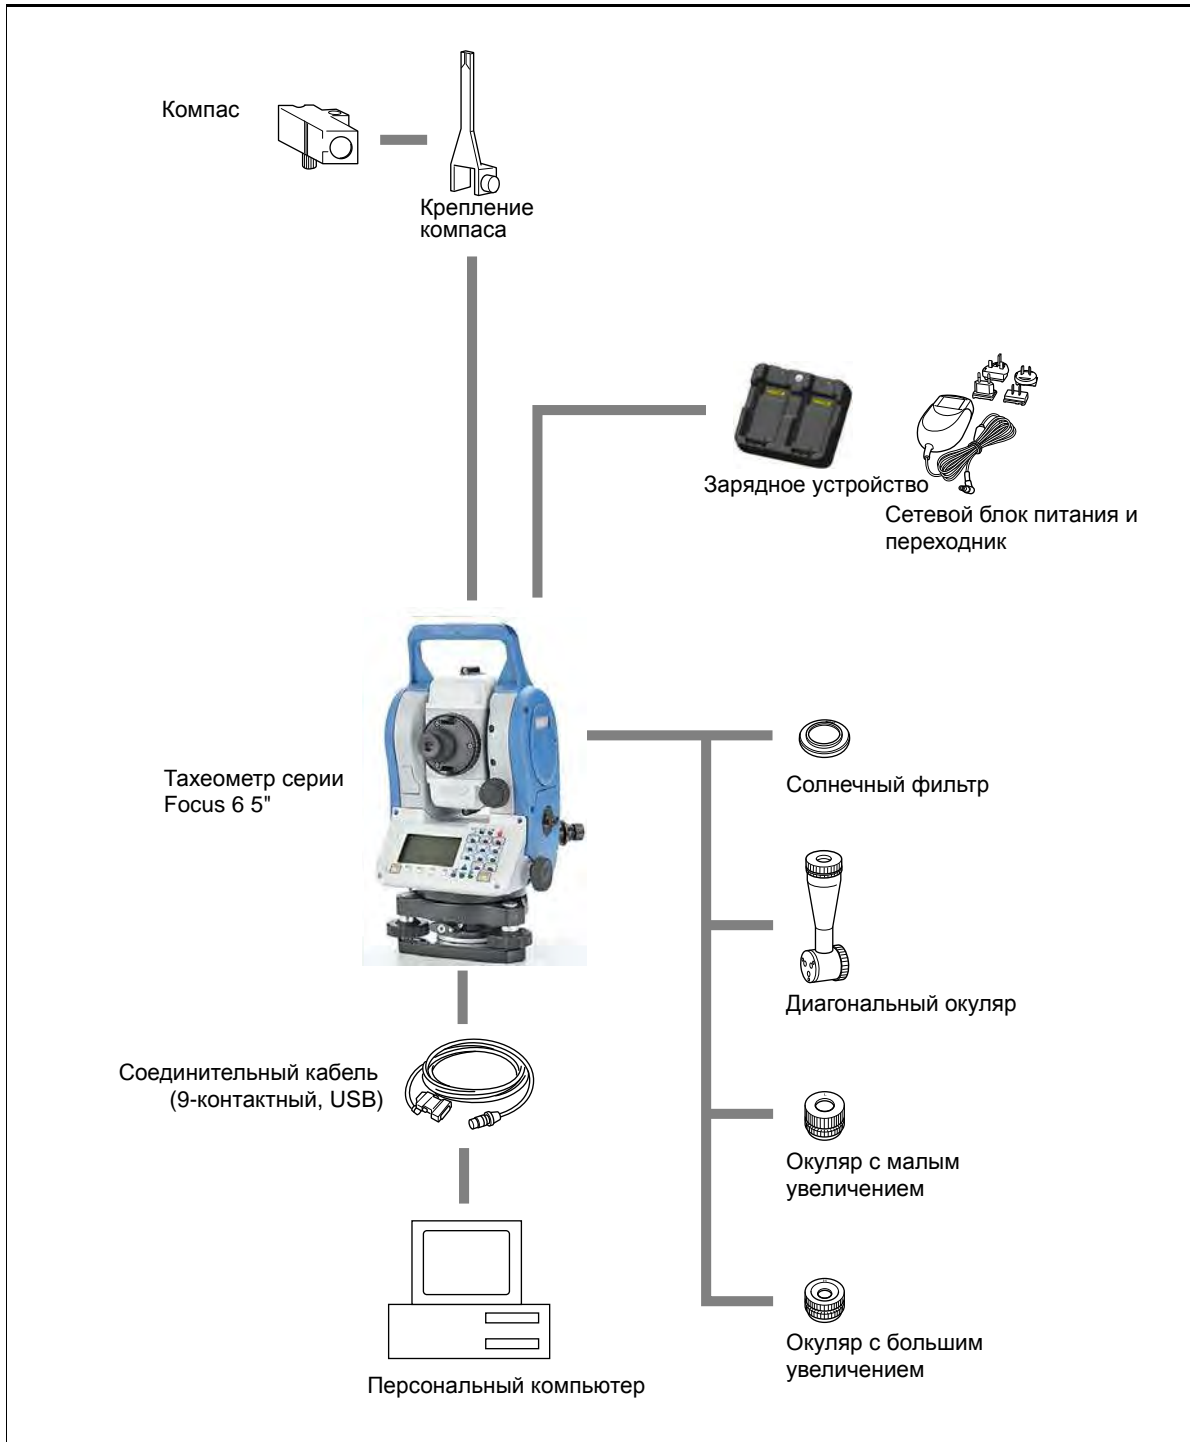 Компас
Крепление
компаса
Зарядное устройство
Сетевой блок питания и
переходник
Тахеометр серии
Focus 6 5"
Солнечный фильтр
Диагональный окуляр
Соединительный кабель
(9-контактный, USB)
Окуляр с малым
увеличением
Окуляр с большим
увеличением
Персональный компьютер